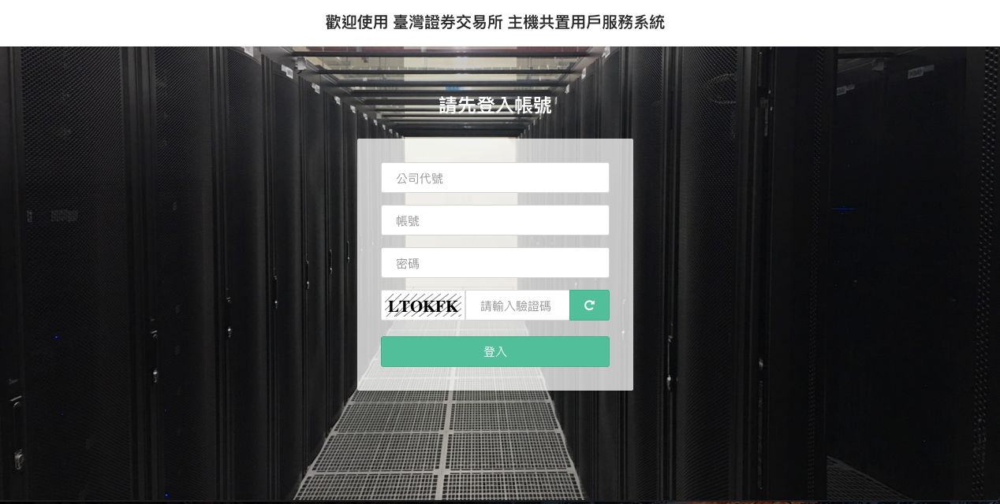 歡迎使用 臺灣證券交易所 主機共置用戶服務系統
請先登入帳號
公司代號
帳號
密碼
LTOKFK 請輸入驗證碼
登入